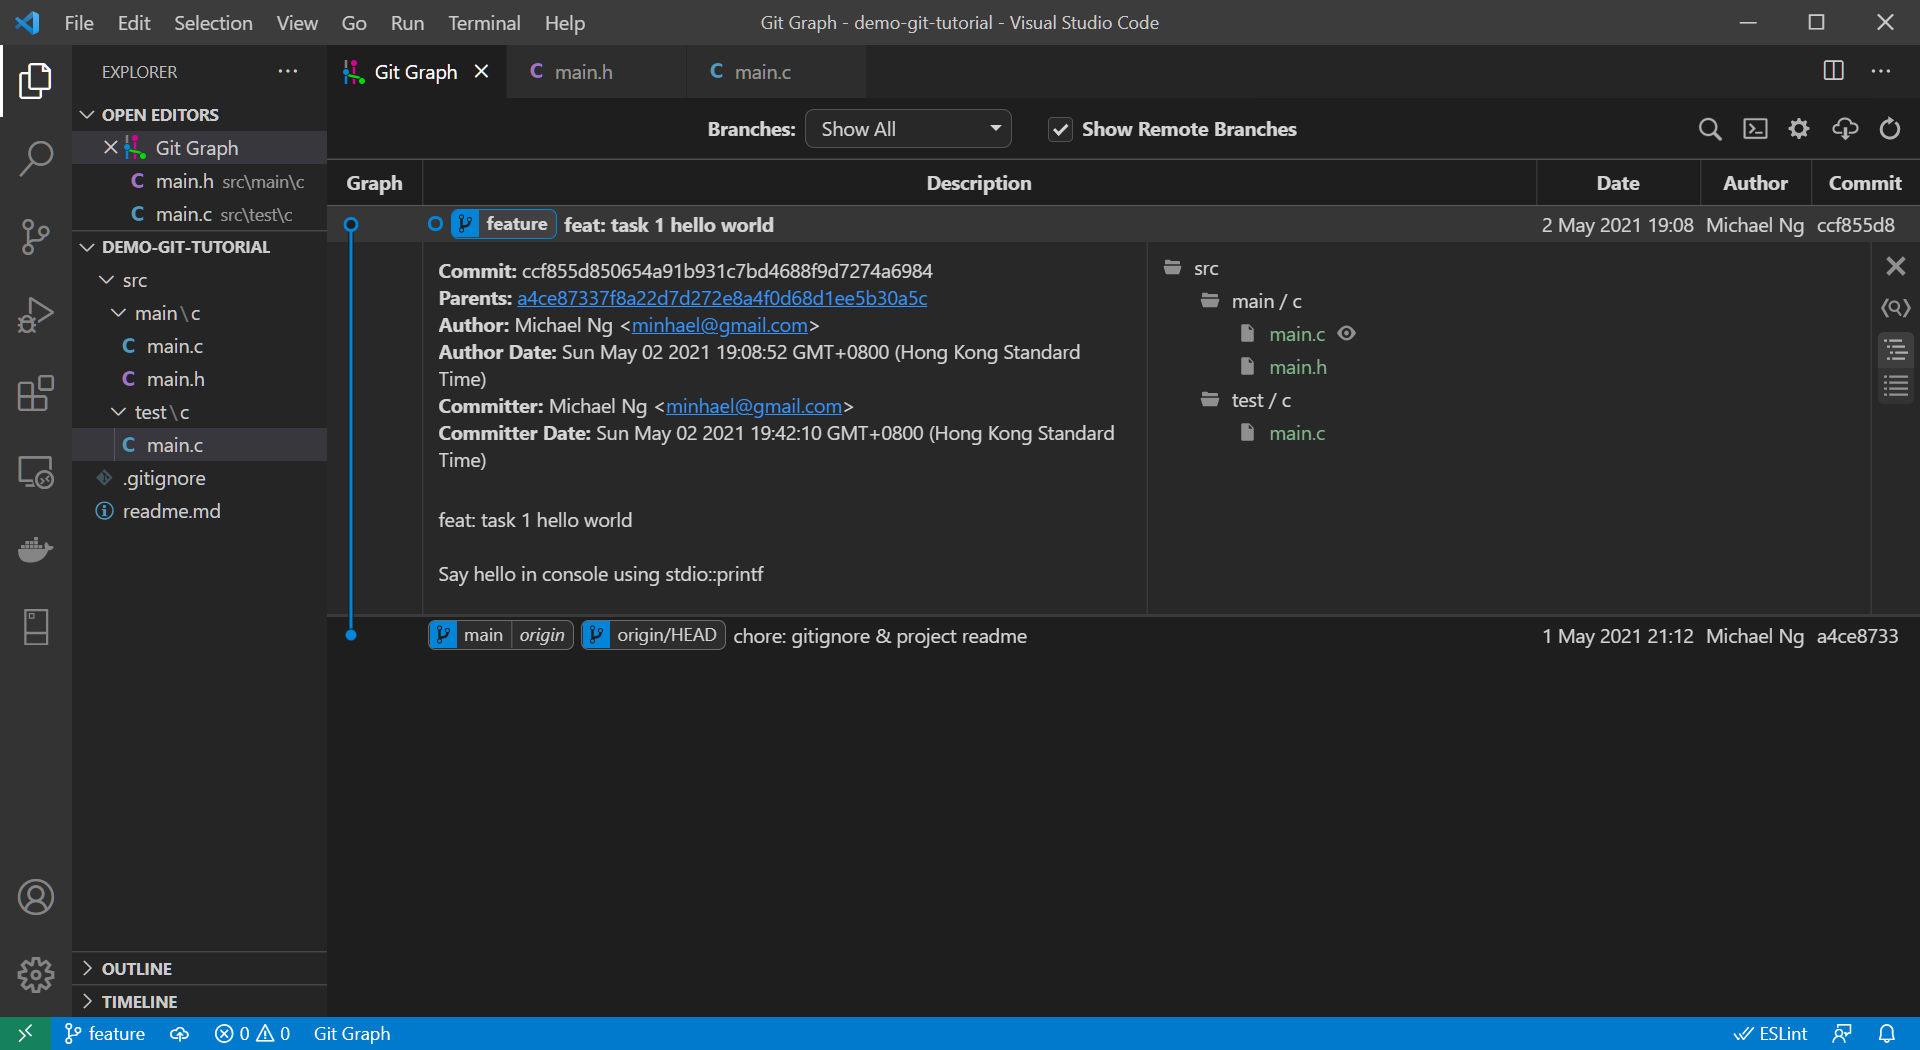 File Edit Selection View Go Run Terminal Help
Git Graph - demo-git-tutorial - Visual Studio Code
EXPLORER
OPEN EDITORS
Git Graph
C main.h src\main\c
C main.c src\test\c
DEMO-GIT-TUTORIAL
src
main\c
C main.c
C main.h
test\c
C main.c
.gitignore
readme.md
OUTLINE
TIMELINE
Git Graph C main.h C main.c
Branches: Show All Show Remote Branches
Graph Description Date Author Commit
feature feat: task 1 hello world 2 May 2021 19:08 Michael Ng ccf855d8
Commit: ccf855d850654a91b931c7bd4688f9d7274a6984
Parents: a4ce87337f8a22d7d272e8a4f0d68d1ee5b30a5c
Author: Michael Ng <minhael@gmail.com>
Author Date: Sun May 02 2021 19:08:52 GMT+0800 (Hong Kong Standard
Time)
Committer: Michael Ng <minhael@gmail.com>
Committer Date: Sun May 02 2021 19:42:10 GMT+0800 (Hong Kong Standard
Time)
feat: task 1 hello world
Say hello in console using stdio::printf
src
main / c
main.c
main.h
test / c
main.c
main origin origin/HEAD chore: gitignore & project readme 1 May 2021 21:12 Michael Ng a4ce8733
feature 0 0 Git Graph ESLint